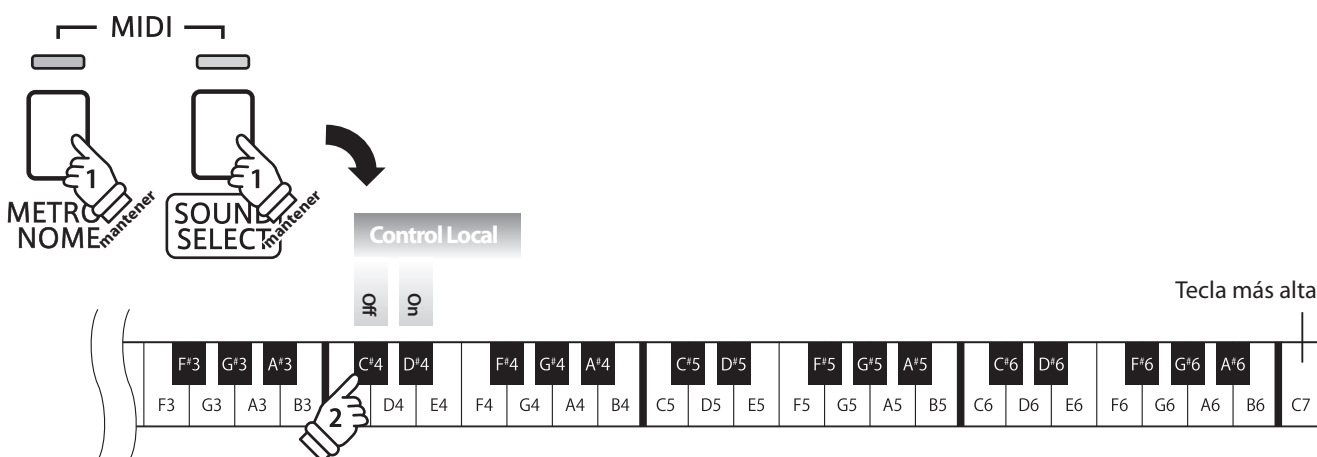 MIDI
1
1
METRO
NOME
mantener
SOUND
SELECT
mantener
Control Local
Off
On
Tecla más alta
F#3 G#3 A#3 C#4 D#4 F#4 G#4 A#4 C#5 D#5 F#5 G#5 A#5 C#6 D#6 F#6 G#6 A#6
F3 G3 A3 B3 D4 E4 F4 G4 A4 B4 C5 D5 E5 F5 G5 A5 B5 C6 D6 E6 F6 G6 A6 B6 C7
2